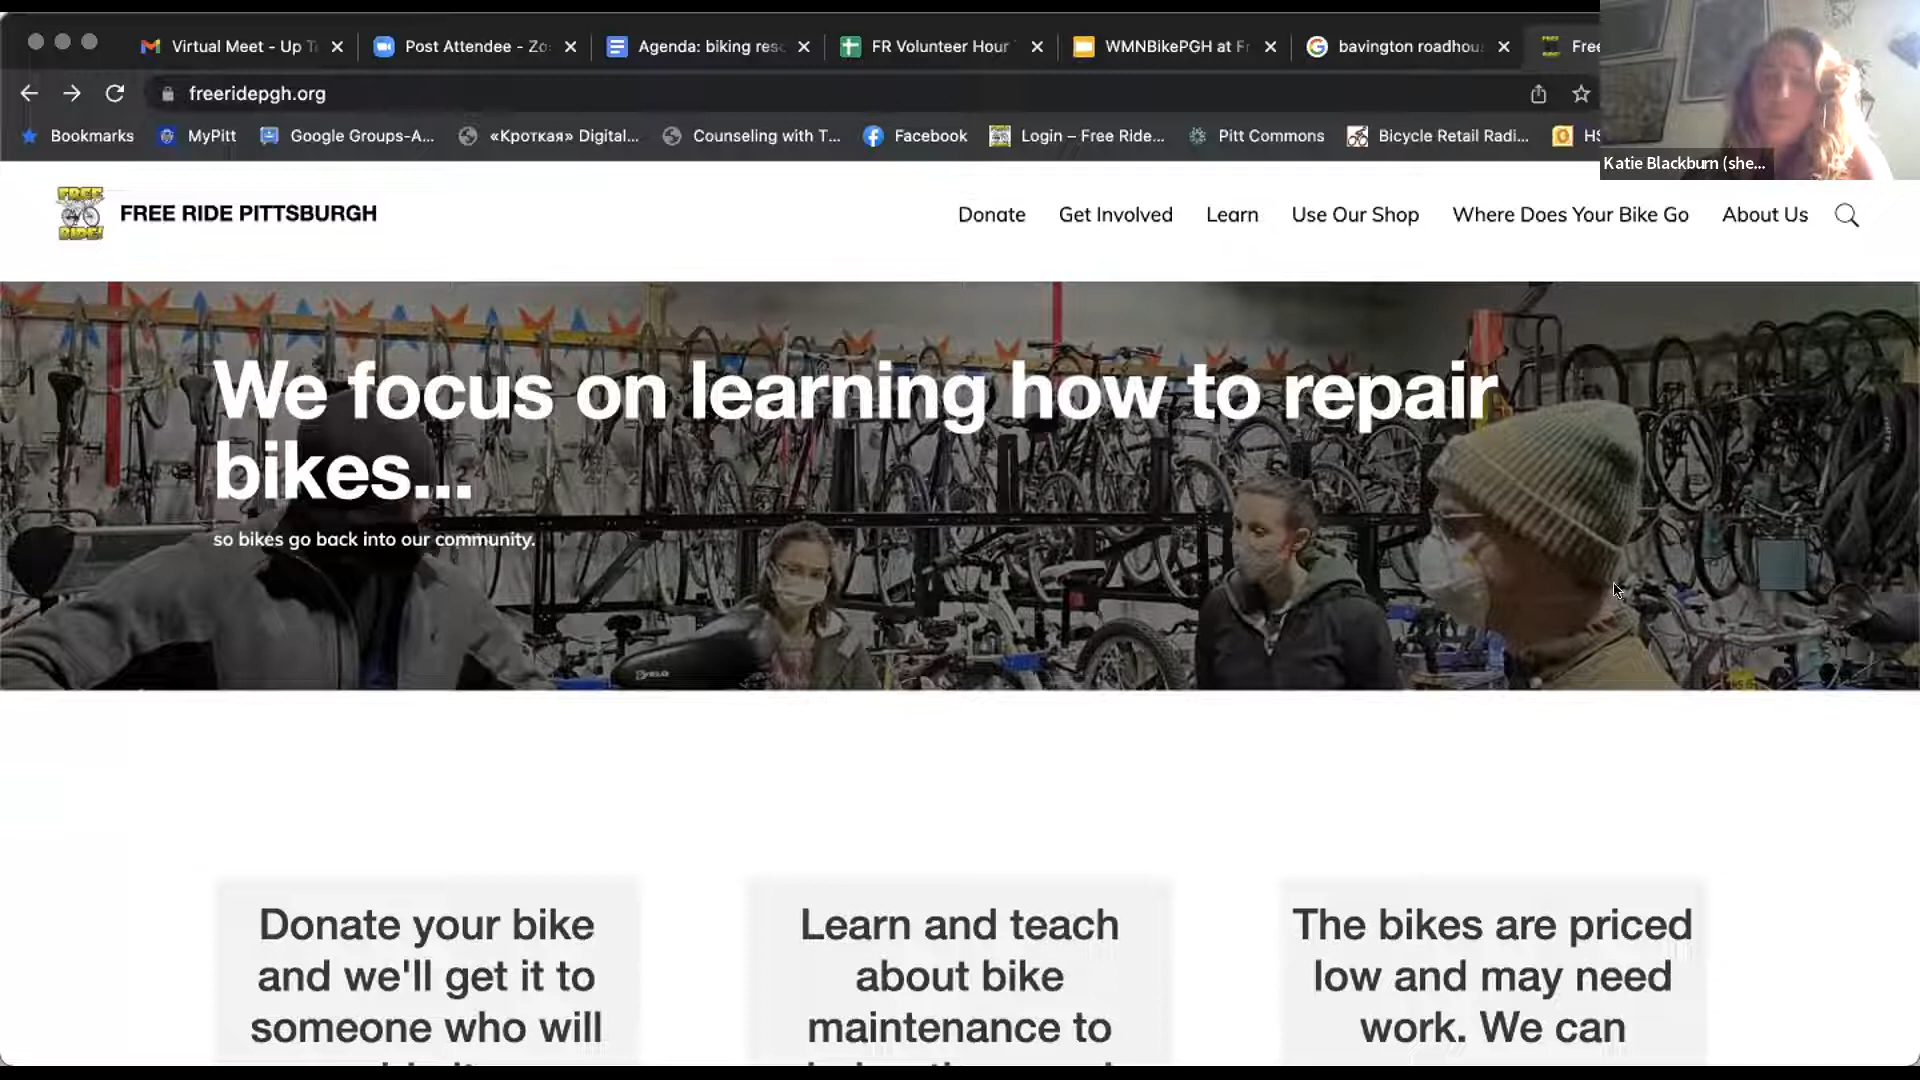 Virtual Meet - Up T
Post Attendee - Zo
Agenda: biking res
FR Volunteer Hour
WMNBikePGH at F
bavington roadhou
Free
freeridepgh.org
Bookmarks
MyPitt
Google Groups-A...
«Кроткая» Digital...
Counseling with T...
Facebook
Login – Free Ride...
Pitt Commons
Bicycle Retail Radi...
HS
Katie Blackburn (she...
FREE RIDE!
FREE RIDE PITTSBURGH
Donate
Get Involved
Learn
Use Our Shop
Where Does Your Bike Go
About Us
We focus on learning how to repair
bikes...
so bikes go back into our community.
Donate your bike
and we'll get it to
someone who will
Learn and teach
about bike
maintenance to
The bikes are priced
low and may need
work. We can